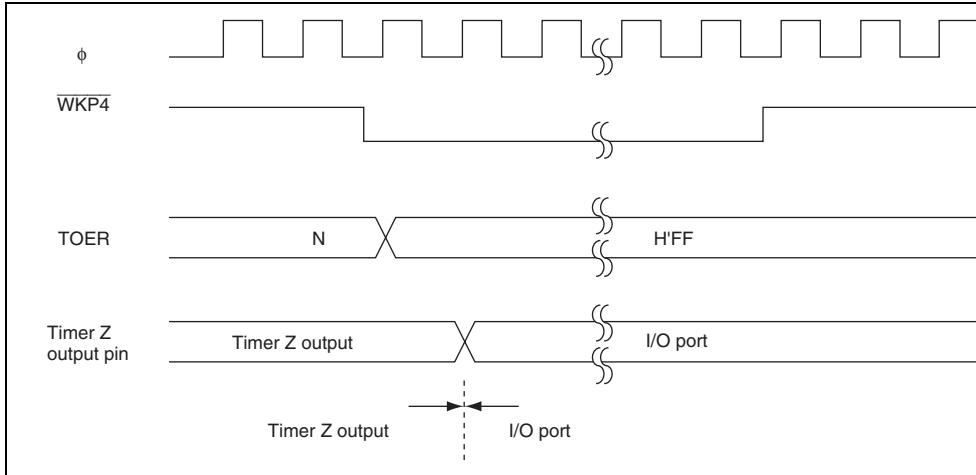 ϕ
WKP4
TOER
N
H'FF
Timer Z
output pin
Timer Z output
I/O port
Timer Z output
I/O port